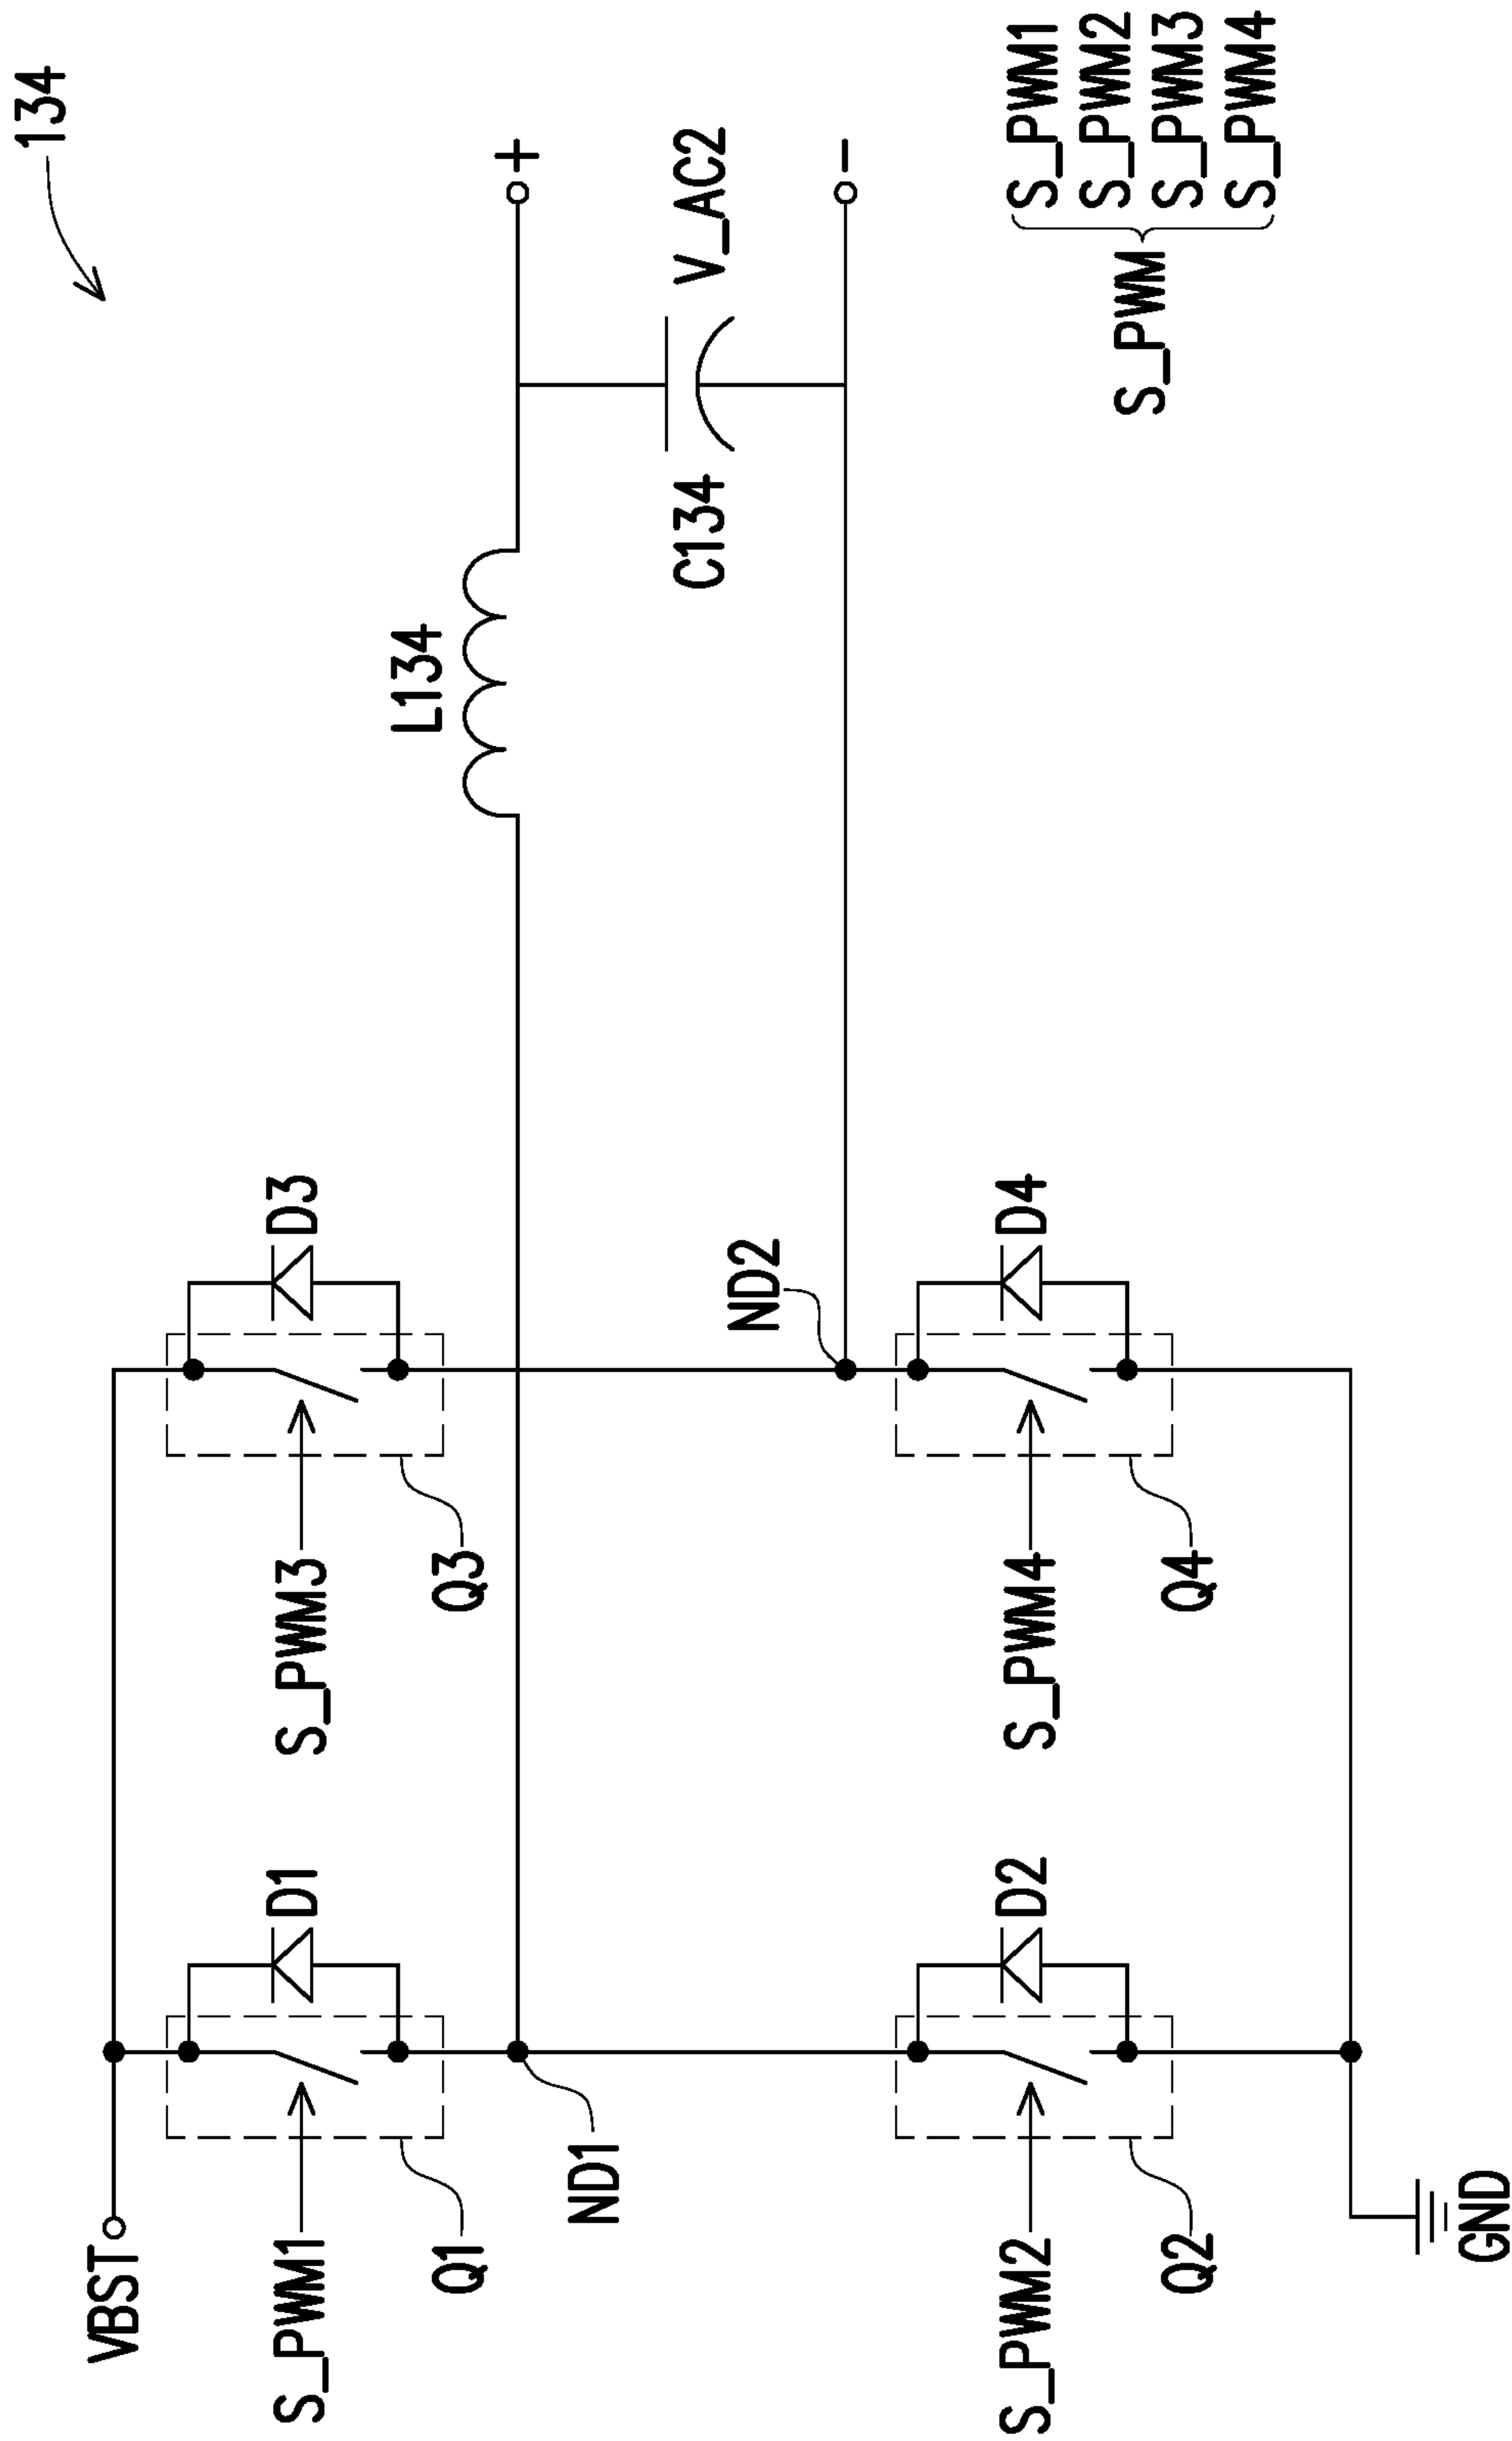 134
VBST
S_PWM1
D1
S_PWM3
D3
Q1
Q3
L134
+
ND1
ND2
C134
V_AC2
-
S_PWM2
D2
S_PWM4
D4
Q2
Q4
S_PWM
S_PWM1
S_PWM2
S_PWM3
S_PWM4
GND